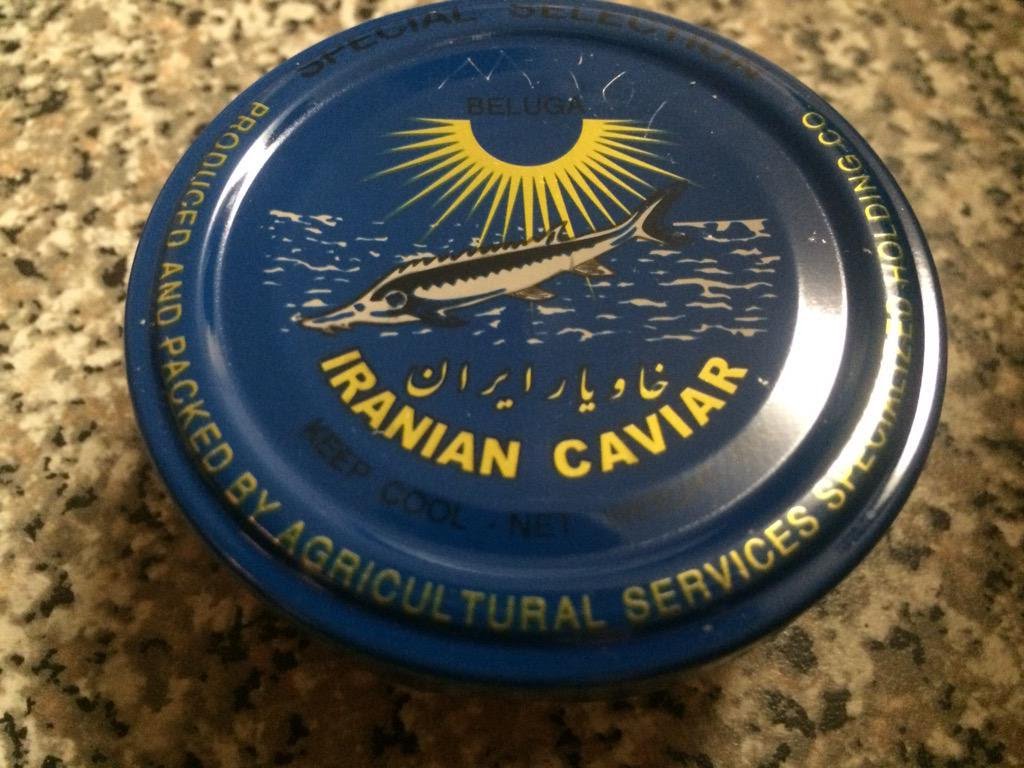 SPECIAL SELECTION
BELUGA
خاویار ایران
IRANIAN CAVIAR
KEEP COOL - NET
PRODUCED AND PACKED BY AGRICULTURAL SERVICES SPECIALIZED HOLDING-CO